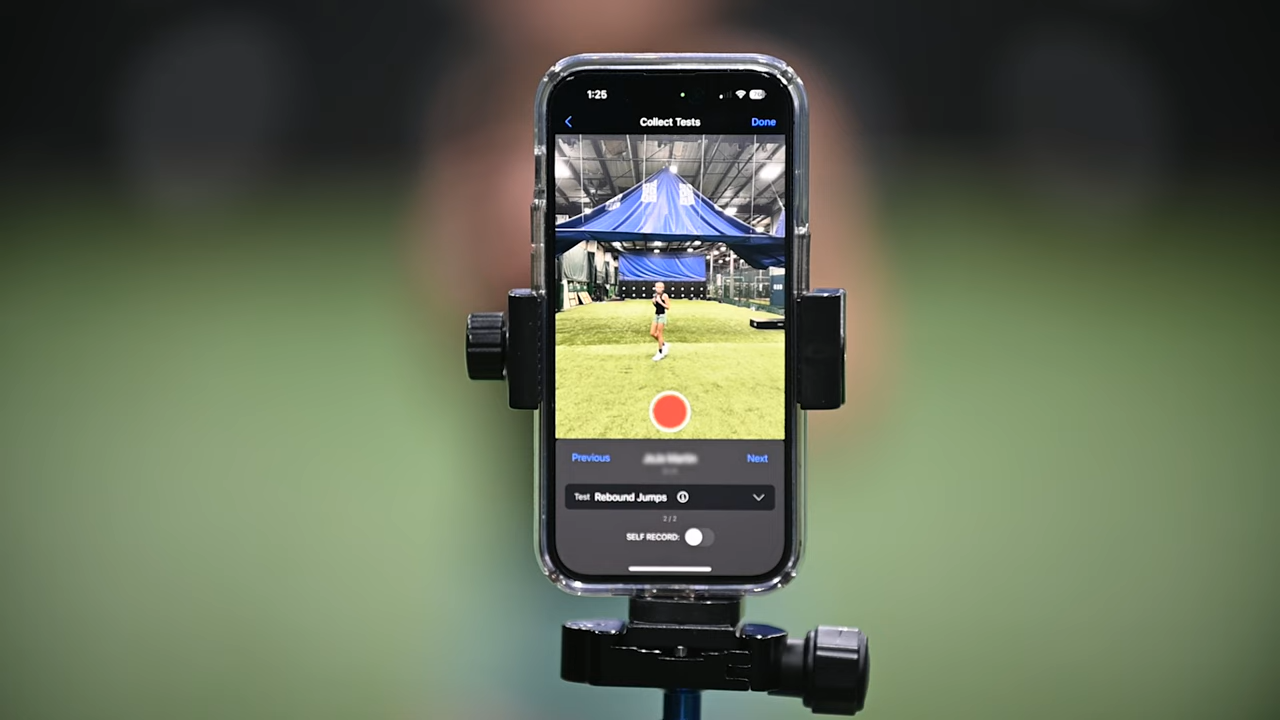 1:25
Collect Tests Done
Previous Next
Test Rebound Jumps
2/2
SELF RECORD: